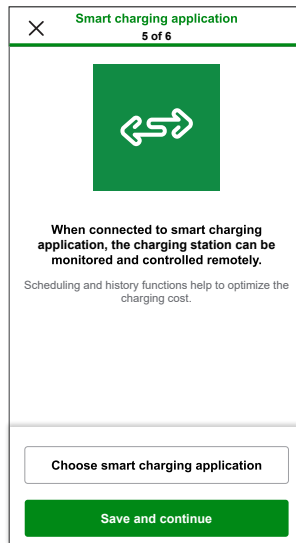 Smart charging application
5 of 6
When connected to smart charging
application, the charging station can be
monitored and controlled remotely.
Scheduling and history functions help to optimize the
charging cost.
Choose smart charging application
Save and continue